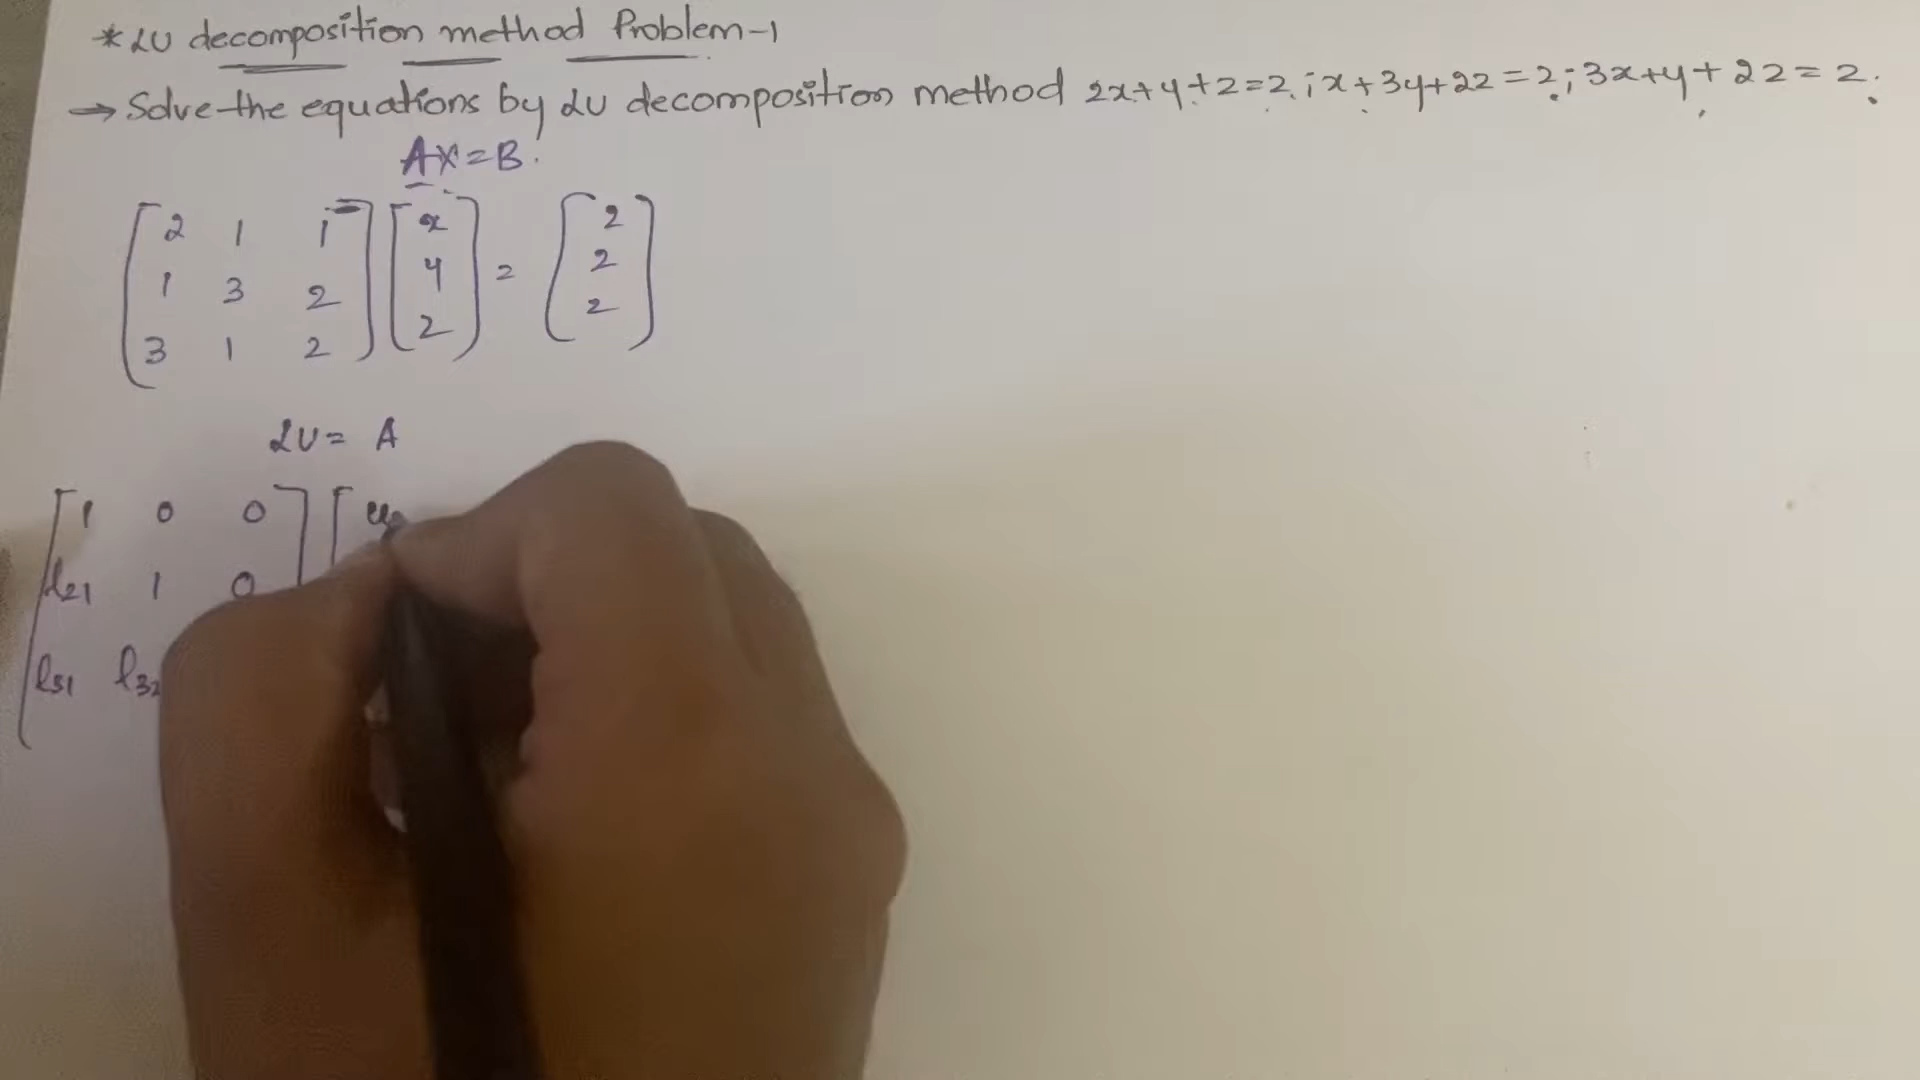 * LU decomposition method Problem-1
→ Solve the equations by LU decomposition method 2x+y+z=2; x+3y+2z=2; 3x+y+2z=2.
AX=B.
[2 1 1] [x] = [2]
[1 3 2] [y] [2]
[3 1 2] [z] [2]
LU = A
[1 0 0] [u
l21 1 0
l31 l32